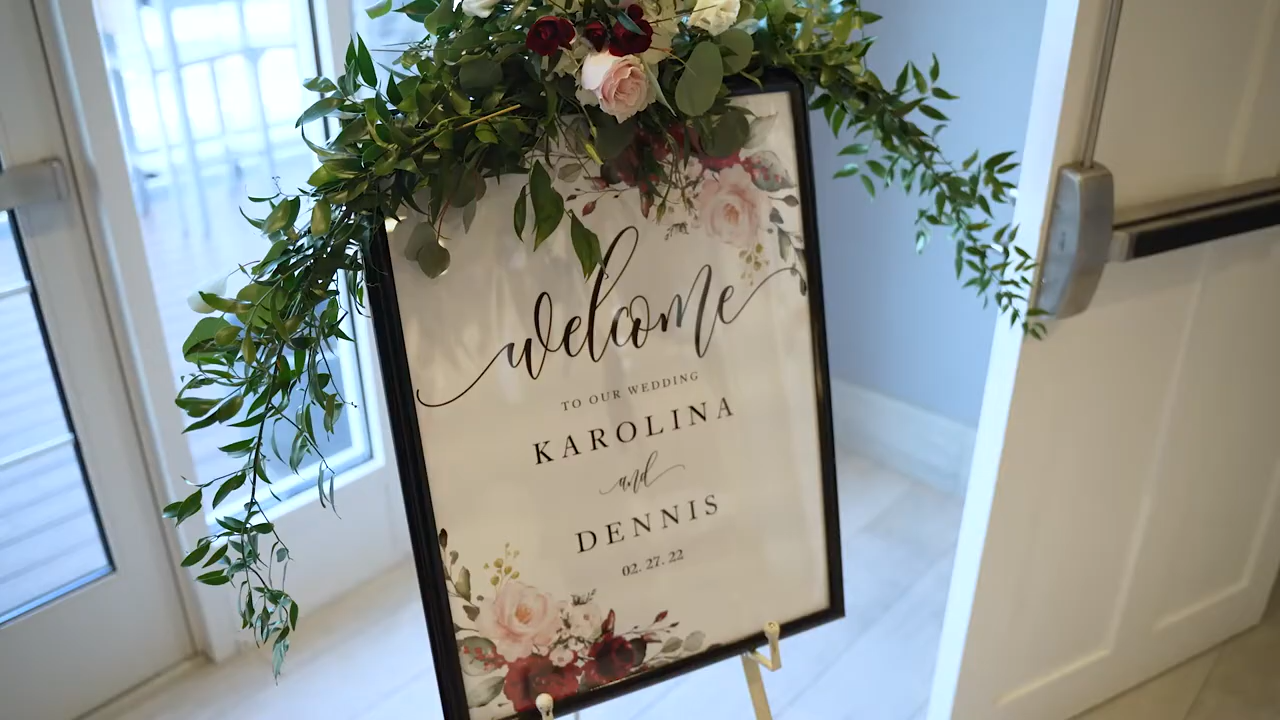 welcome
TO OUR WEDDING
KAROLINA
and
DENNIS
02. 27. 22